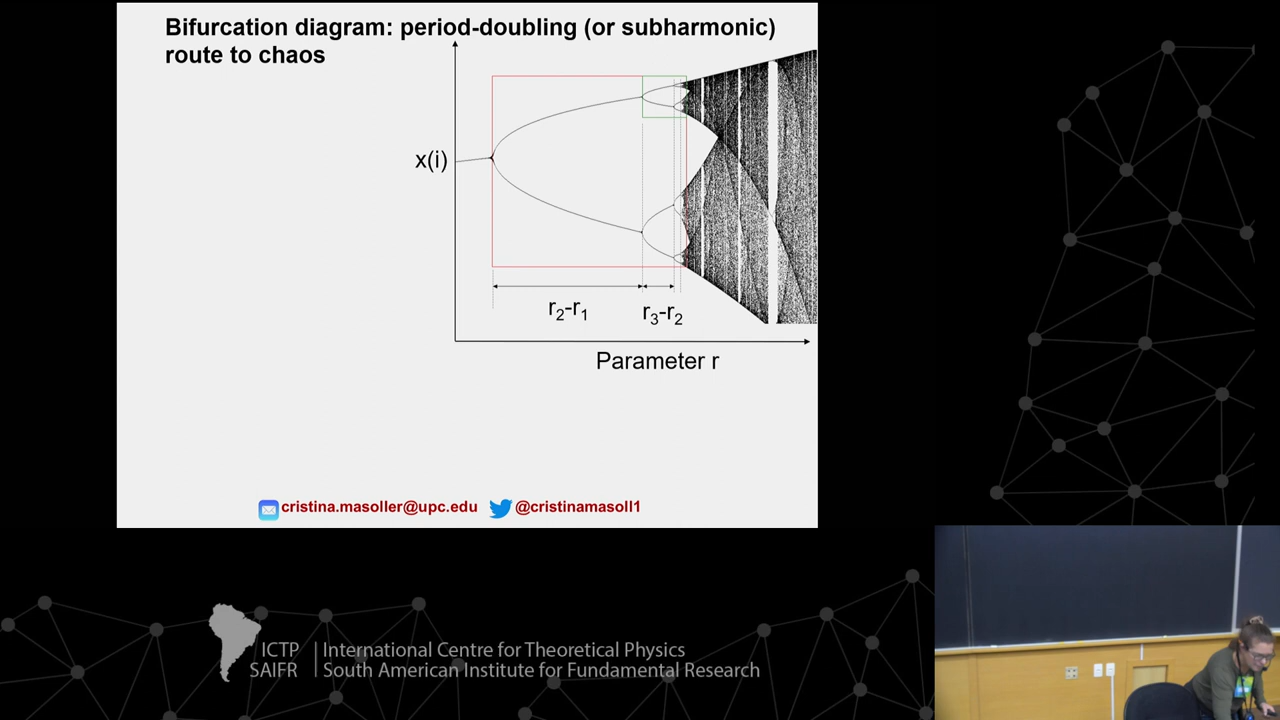 Bifurcation diagram: period-doubling (or subharmonic)
route to chaos
x(i)
r2-r1
r3-r2
Parameter r
cristina.masoller@upc.edu
@cristinamasoll1
ICTP
SAIFR
International Centre for Theoretical Physics
South American Institute for Fundamental Research